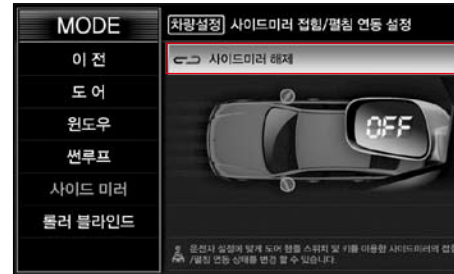 MODE
차량설정 사이드미러 접힘/펼침 연동 설정
이 전
사이드미러 해제
도 어
윈도우
OFF
썬루프
사이드 미러
롤러 블라인드
운전자 설정에 맞게 도어 핸들 스위치 및 키를 이용한 사이드미러의 접힘
/펼침 연동 상태를 변경 할 수 있습니다.